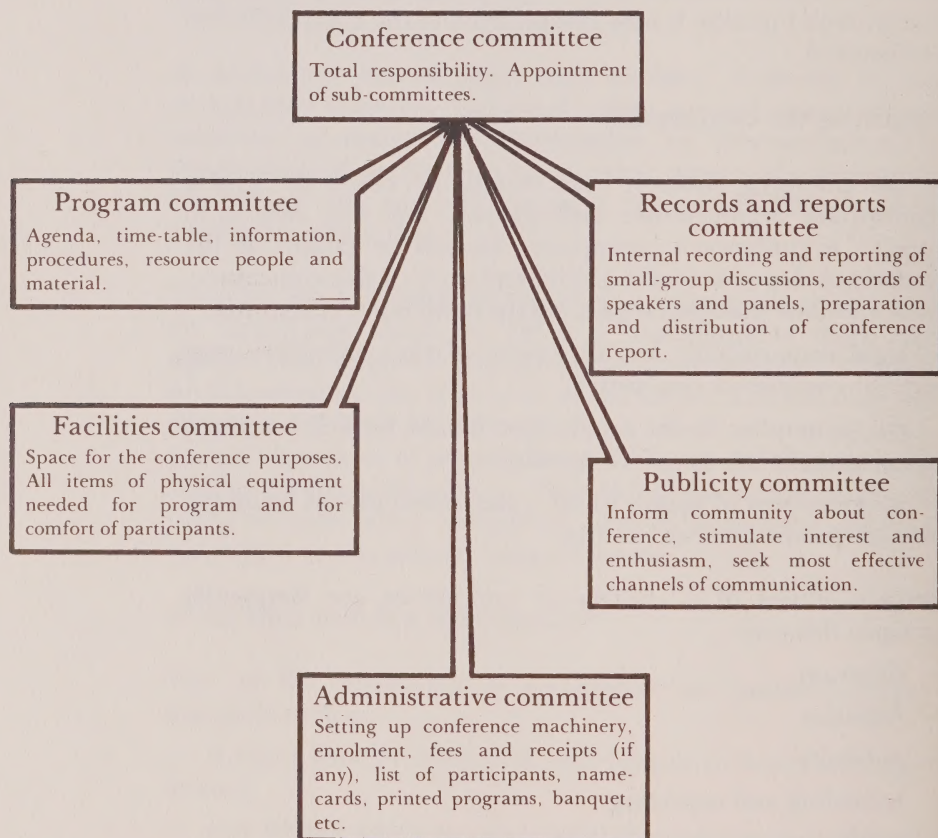 Conference committee
Total responsibility. Appointment
of sub-committees.
Program committee
Agenda, time-table, information,
procedures, resource people and
material.
Records and reports
committee
Internal recording and reporting of
small-group discussions, records of
speakers and panels, preparation
and distribution of conference
report.
Facilities committee
Space for the conference purposes.
All items of physical equipment
needed for program and for
comfort of participants.
Publicity committee
Inform community about con-
ference, stimulate interest and
enthusiasm, seek most effective
channels of communication.
Administrative committee
Setting up conference machinery,
enrolment, fees and receipts (if
any), list of participants, name-
cards, printed programs, banquet,
etc.